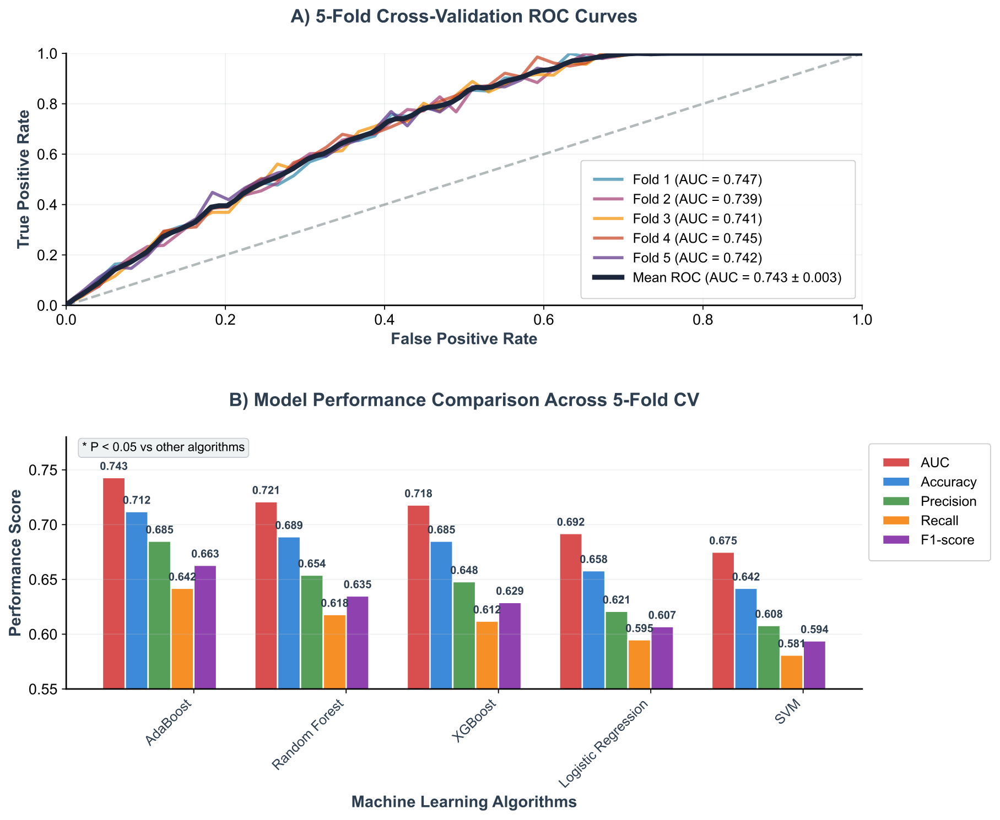 A) 5-Fold Cross-Validation ROC Curves
True Positive Rate
1.0
0.8
0.6
0.4
0.2
0.0
0.0 0.2 0.4 0.6 0.8 1.0
False Positive Rate
Fold 1 (AUC = 0.747)
Fold 2 (AUC = 0.739)
Fold 3 (AUC = 0.741)
Fold 4 (AUC = 0.745)
Fold 5 (AUC = 0.742)
Mean ROC (AUC = 0.743 ± 0.003)
B) Model Performance Comparison Across 5-Fold CV
Performance Score
0.75
0.70
0.65
0.60
0.55
* P < 0.05 vs other algorithms
0.743 0.712 0.685 0.642 0.663
0.721 0.689 0.654 0.618 0.635
0.718 0.685 0.648 0.612 0.629
0.692 0.658 0.621 0.595 0.607
0.675 0.642 0.608 0.581 0.594
AUC
Accuracy
Precision
Recall
F1-score
AdaBoost
Random Forest
XGBoost
Logistic Regression
SVM
Machine Learning Algorithms